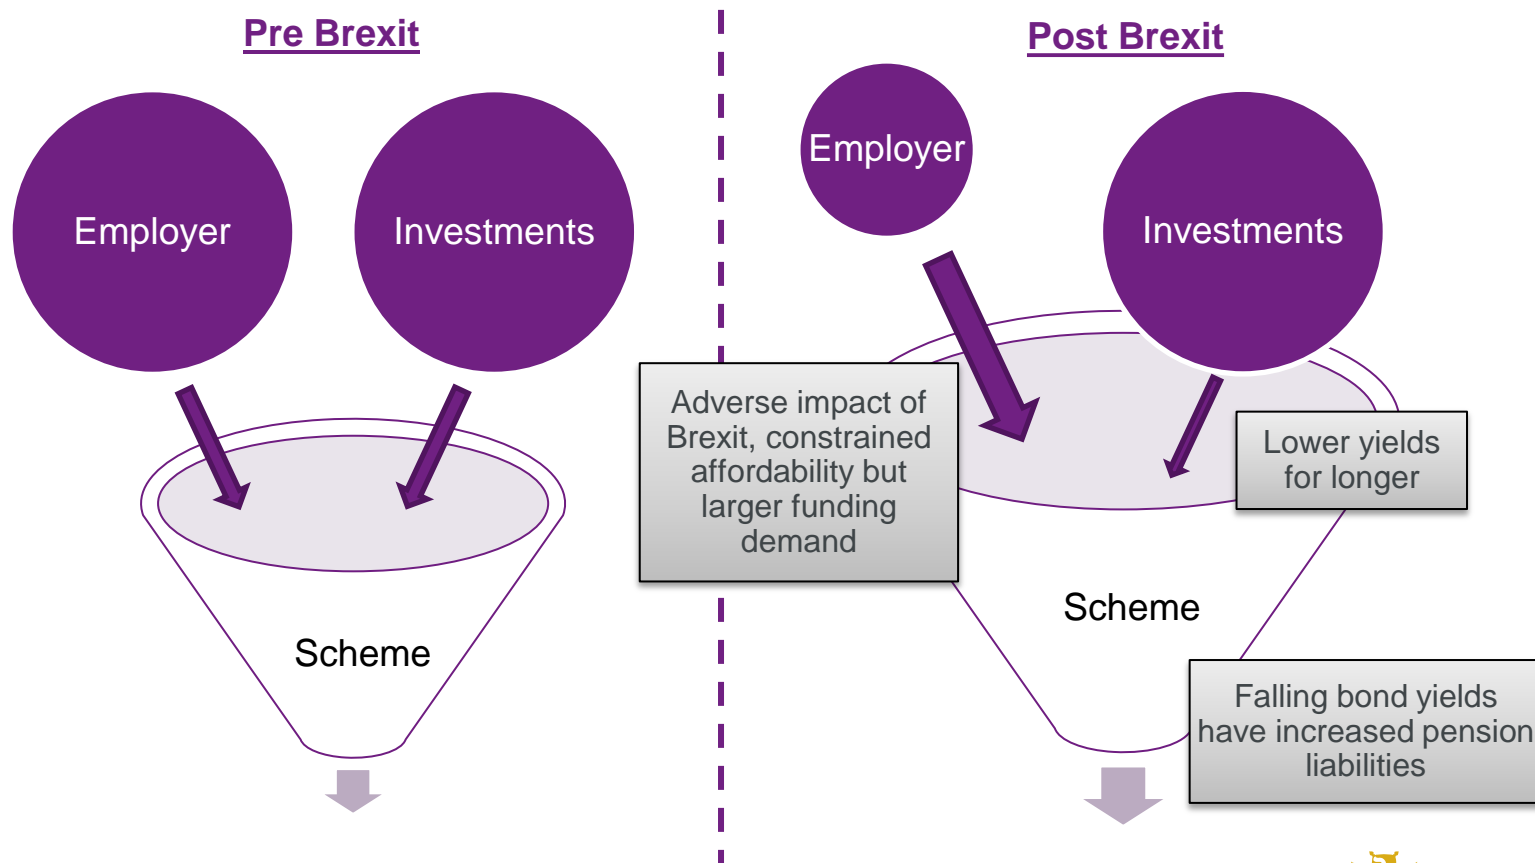 Pre Brexit
Employer
Investments
Scheme
Post Brexit
Employer
Investments
Adverse impact of
Brexit, constrained
affordability but
larger funding
demand
Lower yields
for longer
Scheme
Falling bond yields
have increased pension
liabilities